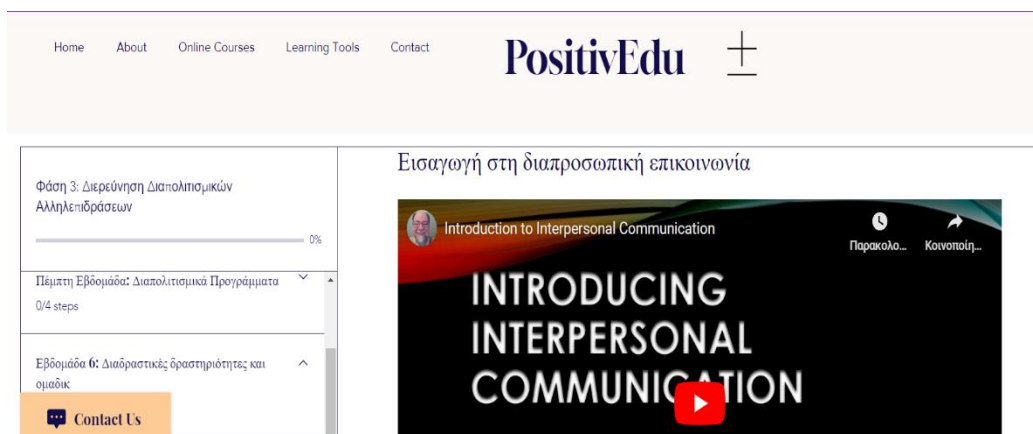 Home About Online Courses Learning Tools Contact
PositivEdu
Φάση 3: Διερεύνηση Διαπολιτισμικών
Αλληλεπιδράσεων
0%
Πέμπτη Εβδομάδα: Διαπολιτισμικά Προγράμματα
0/4 steps
Εβδομάδα 6: Διαδραστικές δραστηριότητες και
ομαδικ
Contact Us
Εισαγωγή στη διαπροσωπική επικοινωνία
Introduction to Interpersonal Communication
Παρακολο... Κοινοποίη...
INTRODUCING
INTERPERSONAL
COMMUNICATION